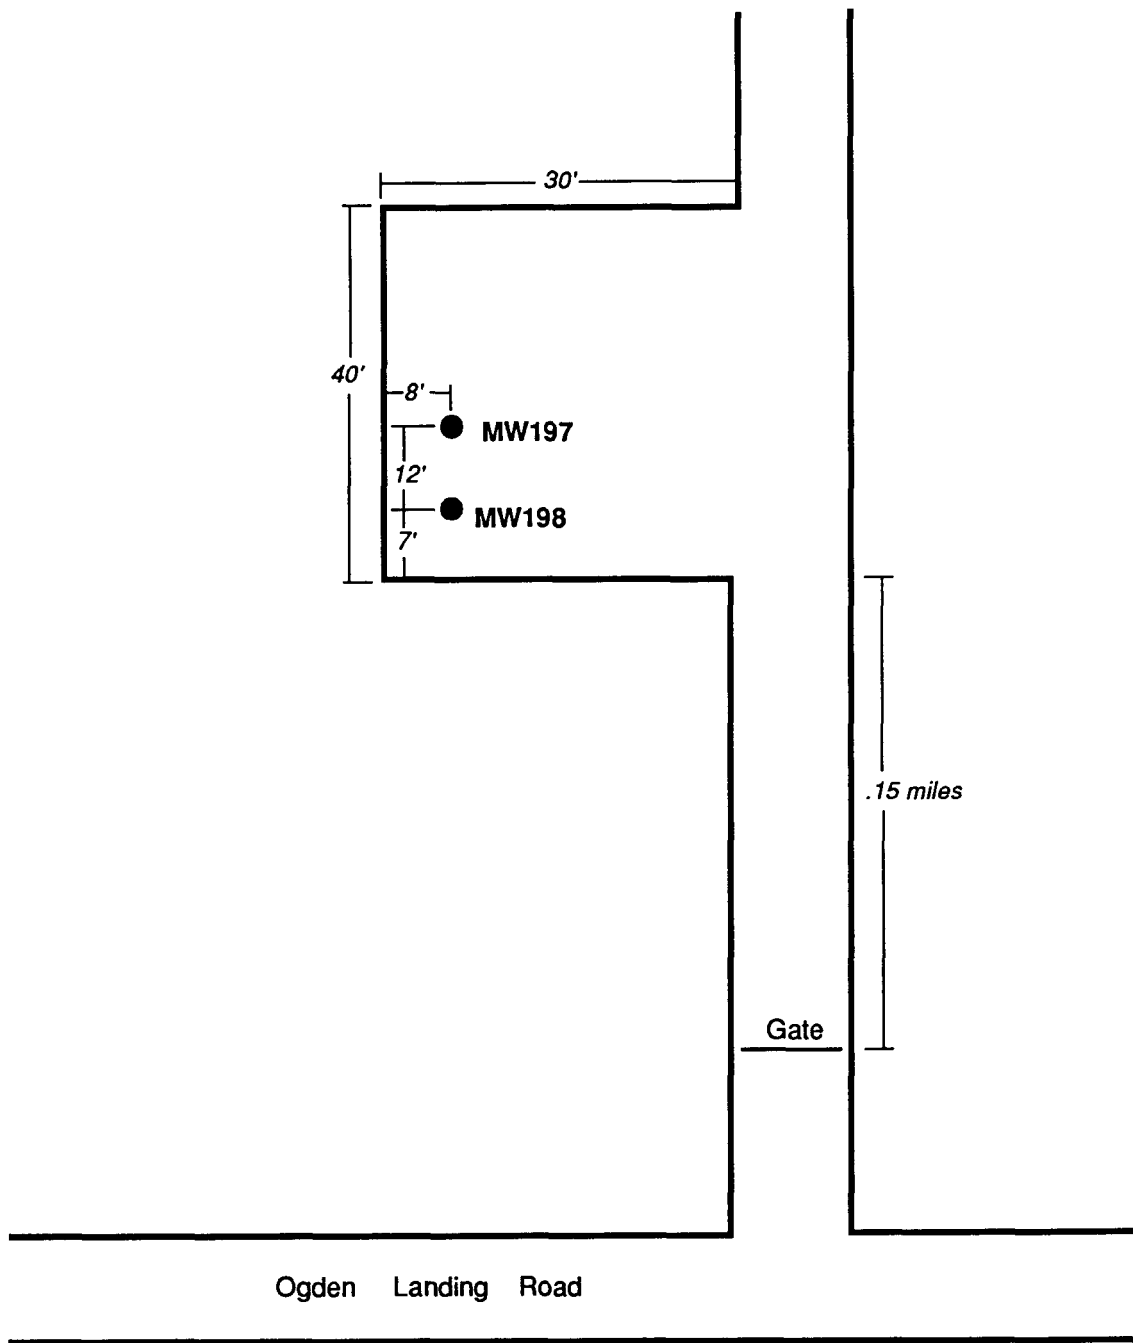 30'
40'
8'
MW197
12'
MW198
7'
.15 miles
Gate
Ogden Landing Road